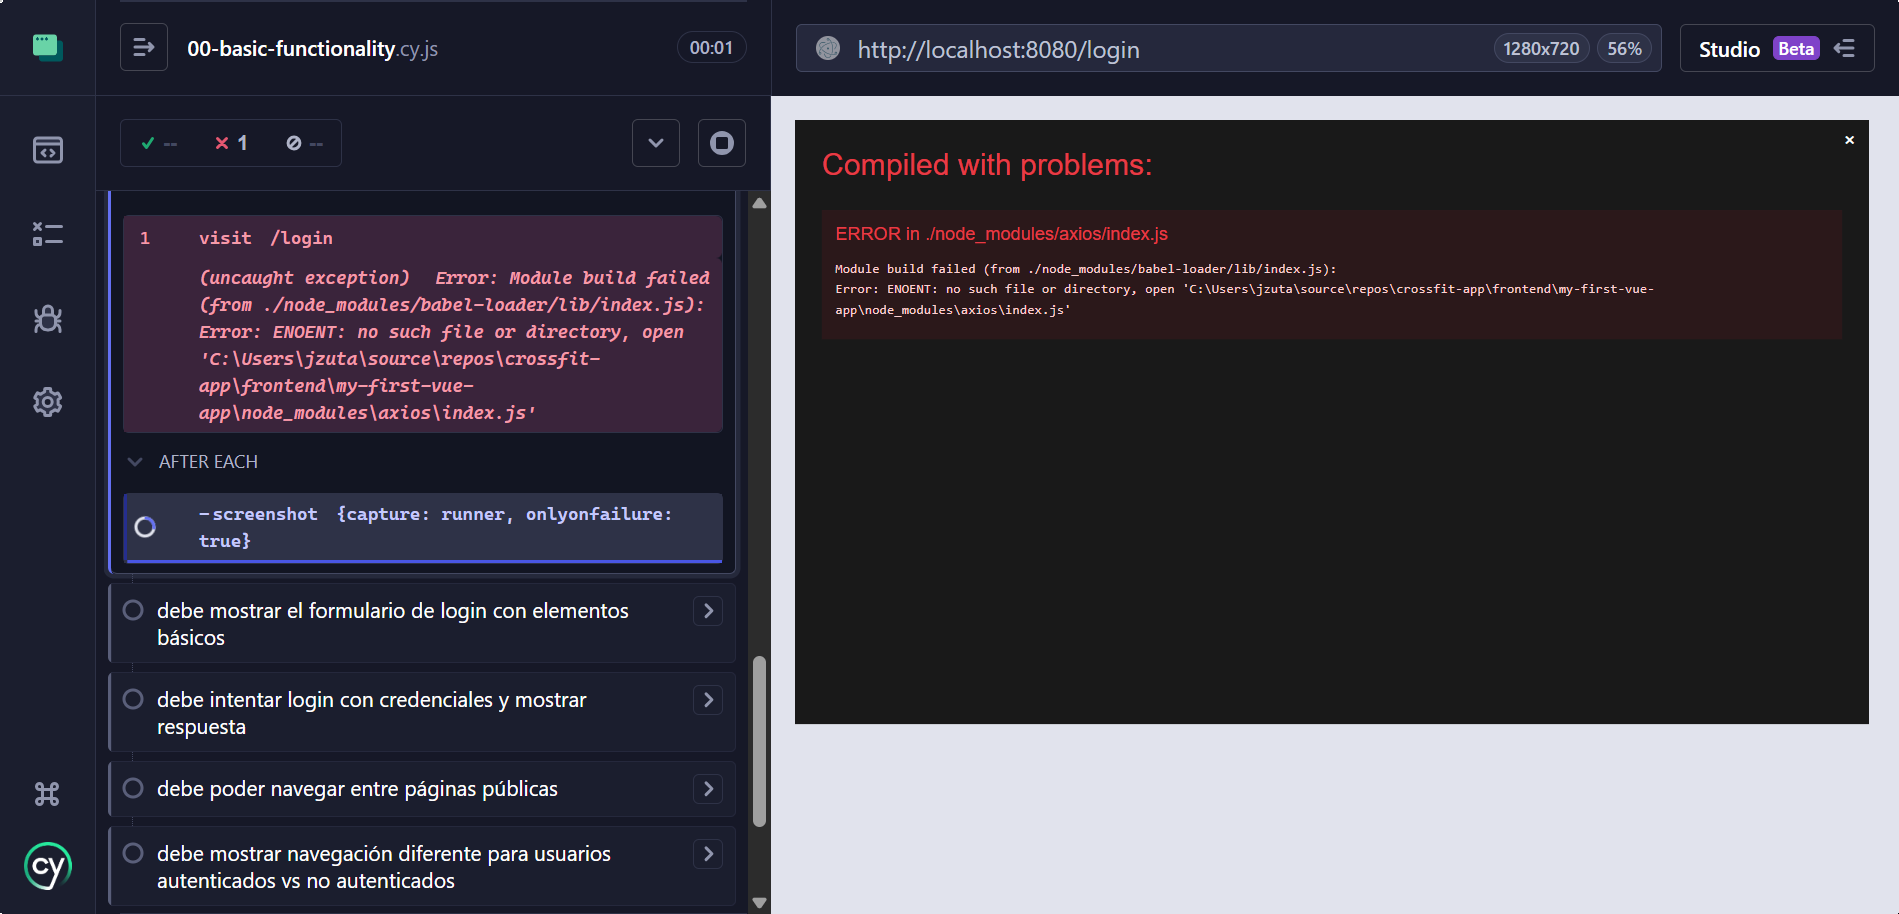 00-basic-functionality.cy.js
00:01
-- 1 --
1 visit /login
(uncaught exception) Error: Module build failed
(from ./node_modules/babel-loader/lib/index.js):
Error: ENOENT: no such file or directory, open
'C:\Users\jzuta\source\repos\crossfit-
app\frontend\my-first-vue-
app\node_modules\axios\index.js'
AFTER EACH
-screenshot {capture: runner, onlyonfailure:
true}
debe mostrar el formulario de login con elementos
básicos
debe intentar login con credenciales y mostrar
respuesta
debe poder navegar entre páginas públicas
debe mostrar navegación diferente para usuarios
autenticados vs no autenticados
cy
http://localhost:8080/login
1280x720
56%
Studio Beta
Compiled with problems:
ERROR in ./node_modules/axios/index.js
Module build failed (from ./node_modules/babel-loader/lib/index.js):
Error: ENOENT: no such file or directory, open 'C:\Users\jzuta\source\repos\crossfit-app\frontend\my-first-vue-
app\node_modules\axios\index.js'